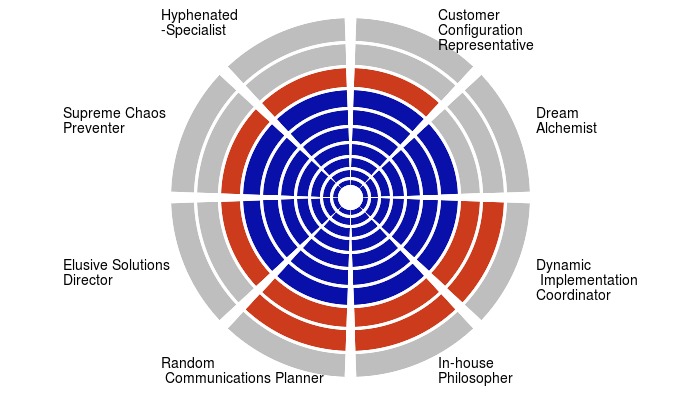 Hyphenated
-Specialist
Customer
Configuration
Representative
Supreme Chaos
Preventer
Dream
Alchemist
Elusive Solutions
Director
Dynamic
Implementation
Coordinator
Random
Communications Planner
In-house
Philosopher